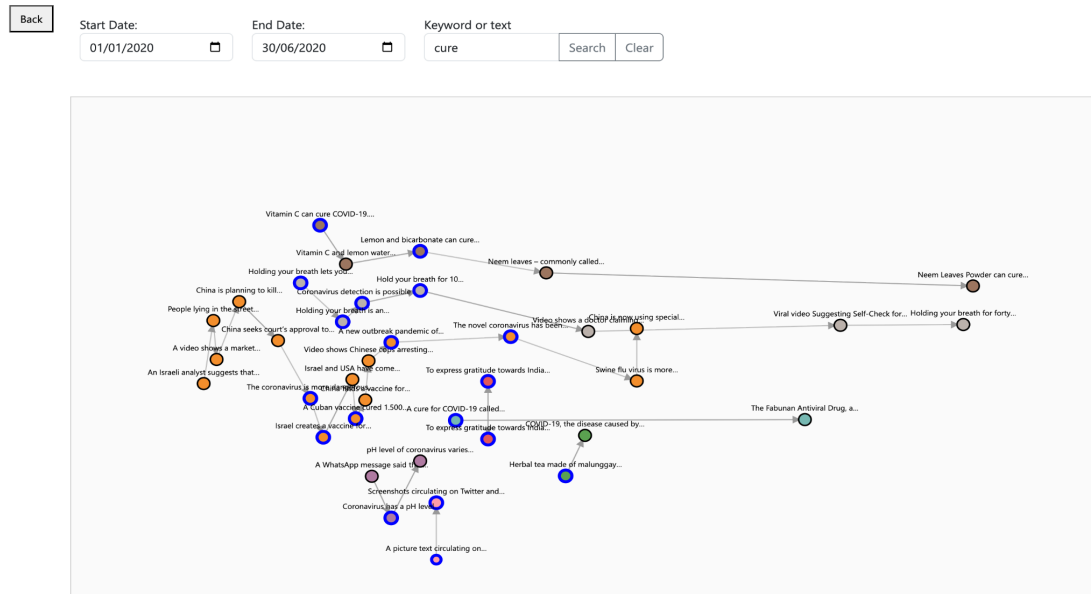 Back
Start Date:
End Date:
Keyword or text
01/01/2020
30/06/2020
cure
Search
Clear
Vitamin C can cure COVID-19....
Lemon and bicarbonate can cure...
Vitamin C and lemon water...
Neem leaves – commonly called...
Holding your breath lets you...
Neem Leaves Powder can cure...
Hold your breath for 10...
China is planning to kill...
Coronavirus detection is possible
People lying in the street...
Holding your breath is an...
Video shows a doctor claiming...
China is now using special...
Viral video Suggesting Self-Check for...
Holding your breath for forty...
China seeks court's approval to...
A new outbreak pandemic of...
The novel coronavirus has been...
A video shows a market...
Video shows Chinese cops arresting...
An Israeli analyst suggests that...
Israel and USA have come...
To express gratitude towards India...
Swine flu virus is more...
The coronavirus is more dangerous
vaccine for...
A Cuban vaccine cured 1.500...
A cure for COVID-19 called...
The Fabunan Antiviral Drug, a...
Israel creates a vaccine for...
To express gratitude towards India...
COVID-19, the disease caused by...
pH level of coronavirus varies...
A WhatsApp message said
Herbal tea made of malunggay...
Screenshots circulating on Twitter and...
Coronavirus has a pH level
A picture text circulating on...